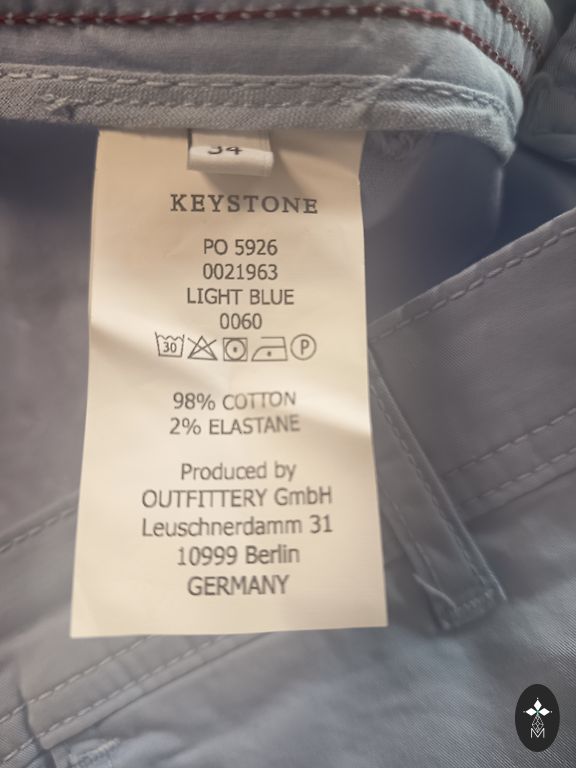 34
KEYSTONE
PO 5926
0021963
LIGHT BLUE
0060
30 P
98% COTTON
2% ELASTANE
Produced by
OUTFITTERY GmbH
Leuschnerdamm 31
10999 Berlin
GERMANY
M